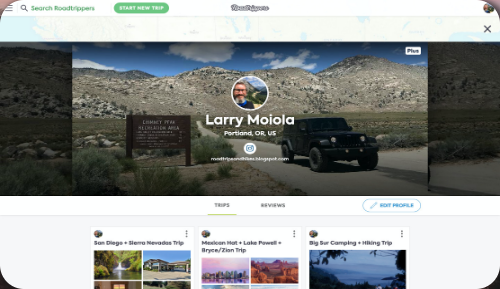 Search Roadtrippers
START NEW TRIP
Roadtrippers
Plus
Larry Moiola
Portland, OR, US
roadtripsandhikes.blogspot.com
RECREATION AREA
TRIPS
REVIEWS
EDIT PROFILE
San Diego + Sierra Nevadas Trip
Mexican Hat + Lake Powell +
Bryce/Zion Trip
Big Sur Camping + Hiking Trip